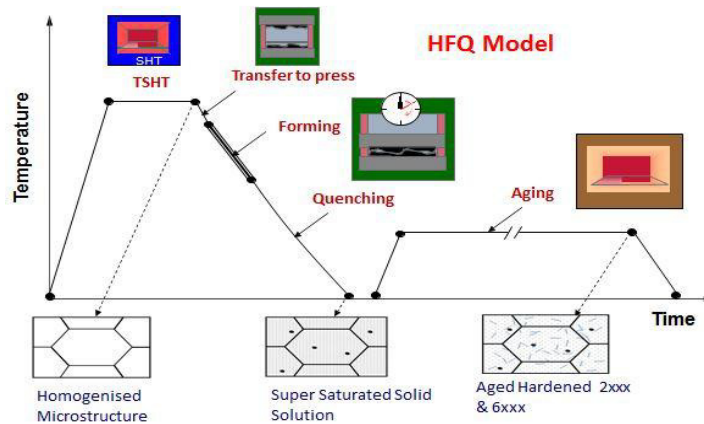 HFQ Model
SHT
TSHT
Transfer to press
Forming
Quenching
Aging
Temperature
Time
Homogenised
Microstructure
Super Saturated Solid
Solution
Aged Hardened 2xxx
& 6xxx